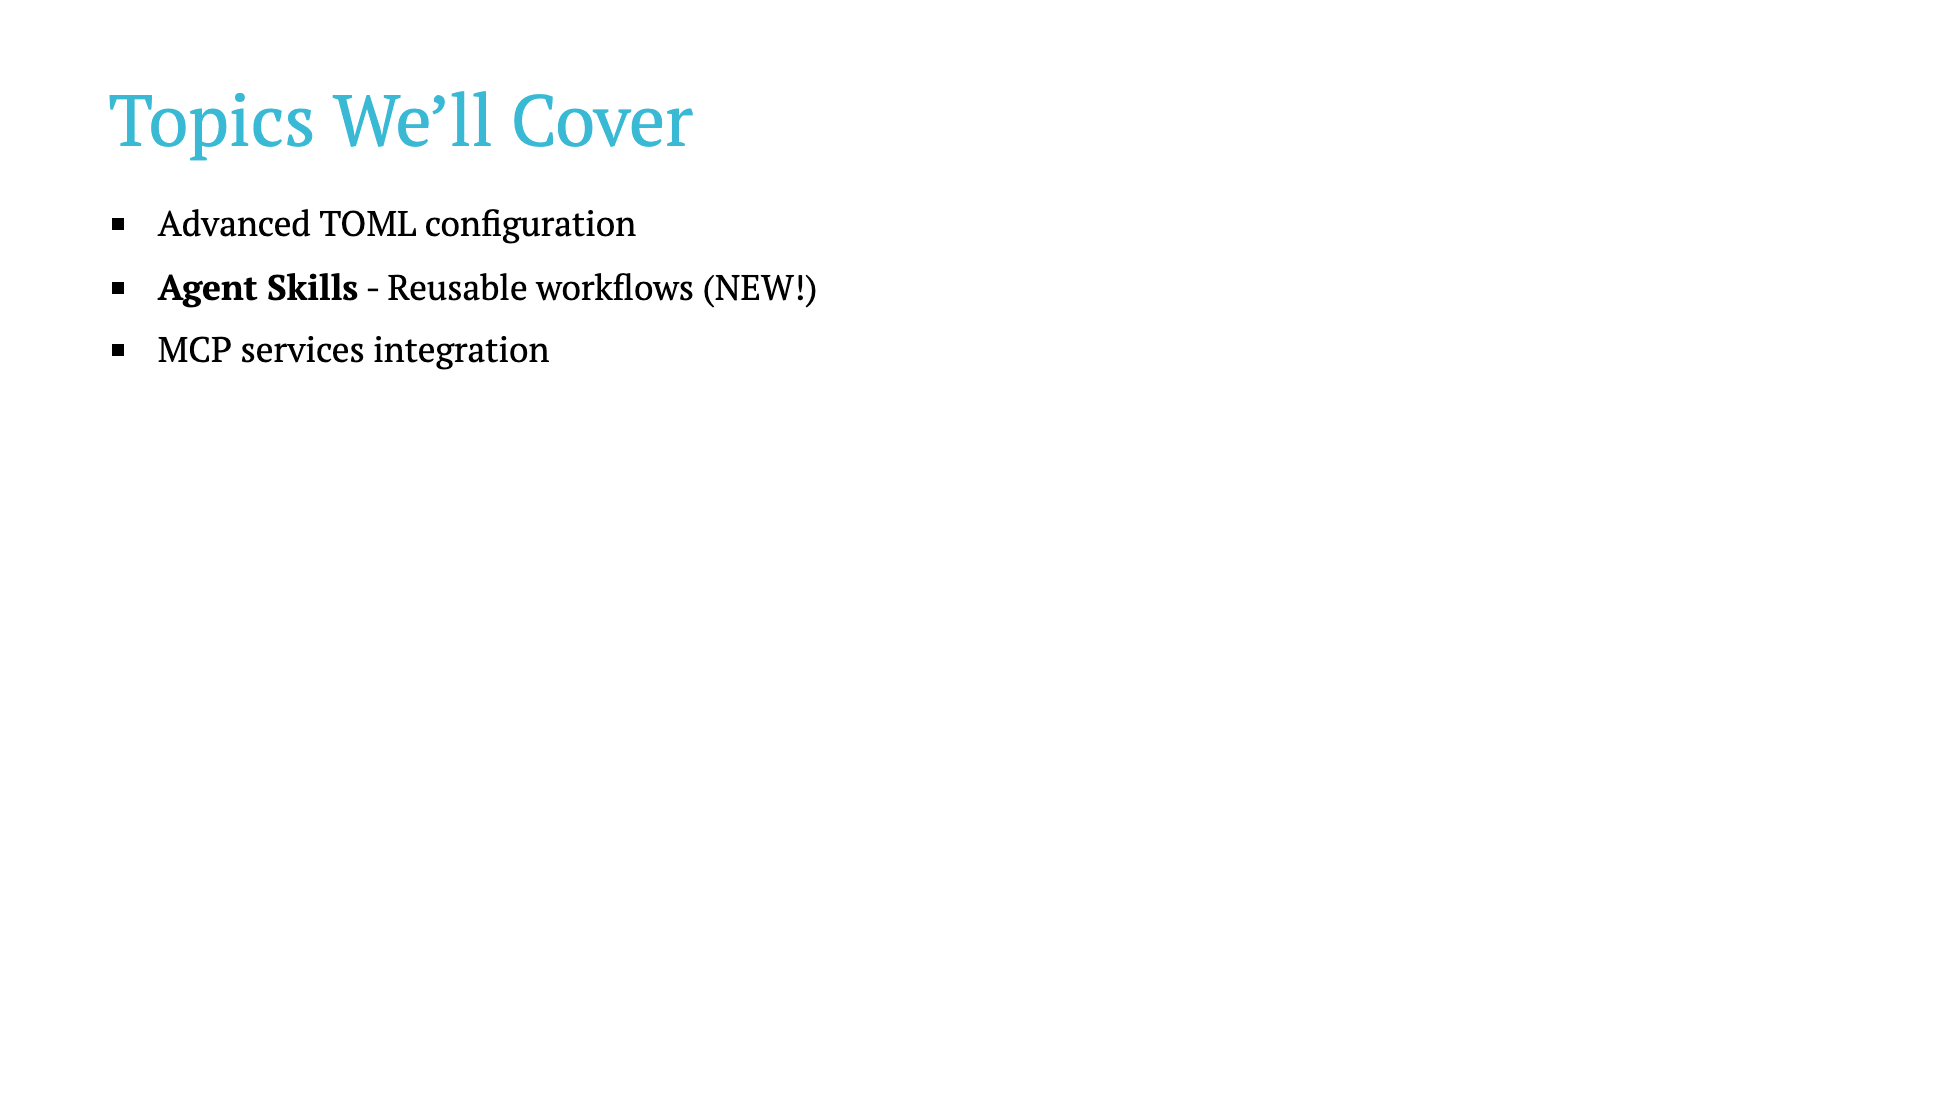 Topics We’ll Cover
▪ Advanced TOML configuration
▪ Agent Skills - Reusable workflows (NEW!)
▪ MCP services integration